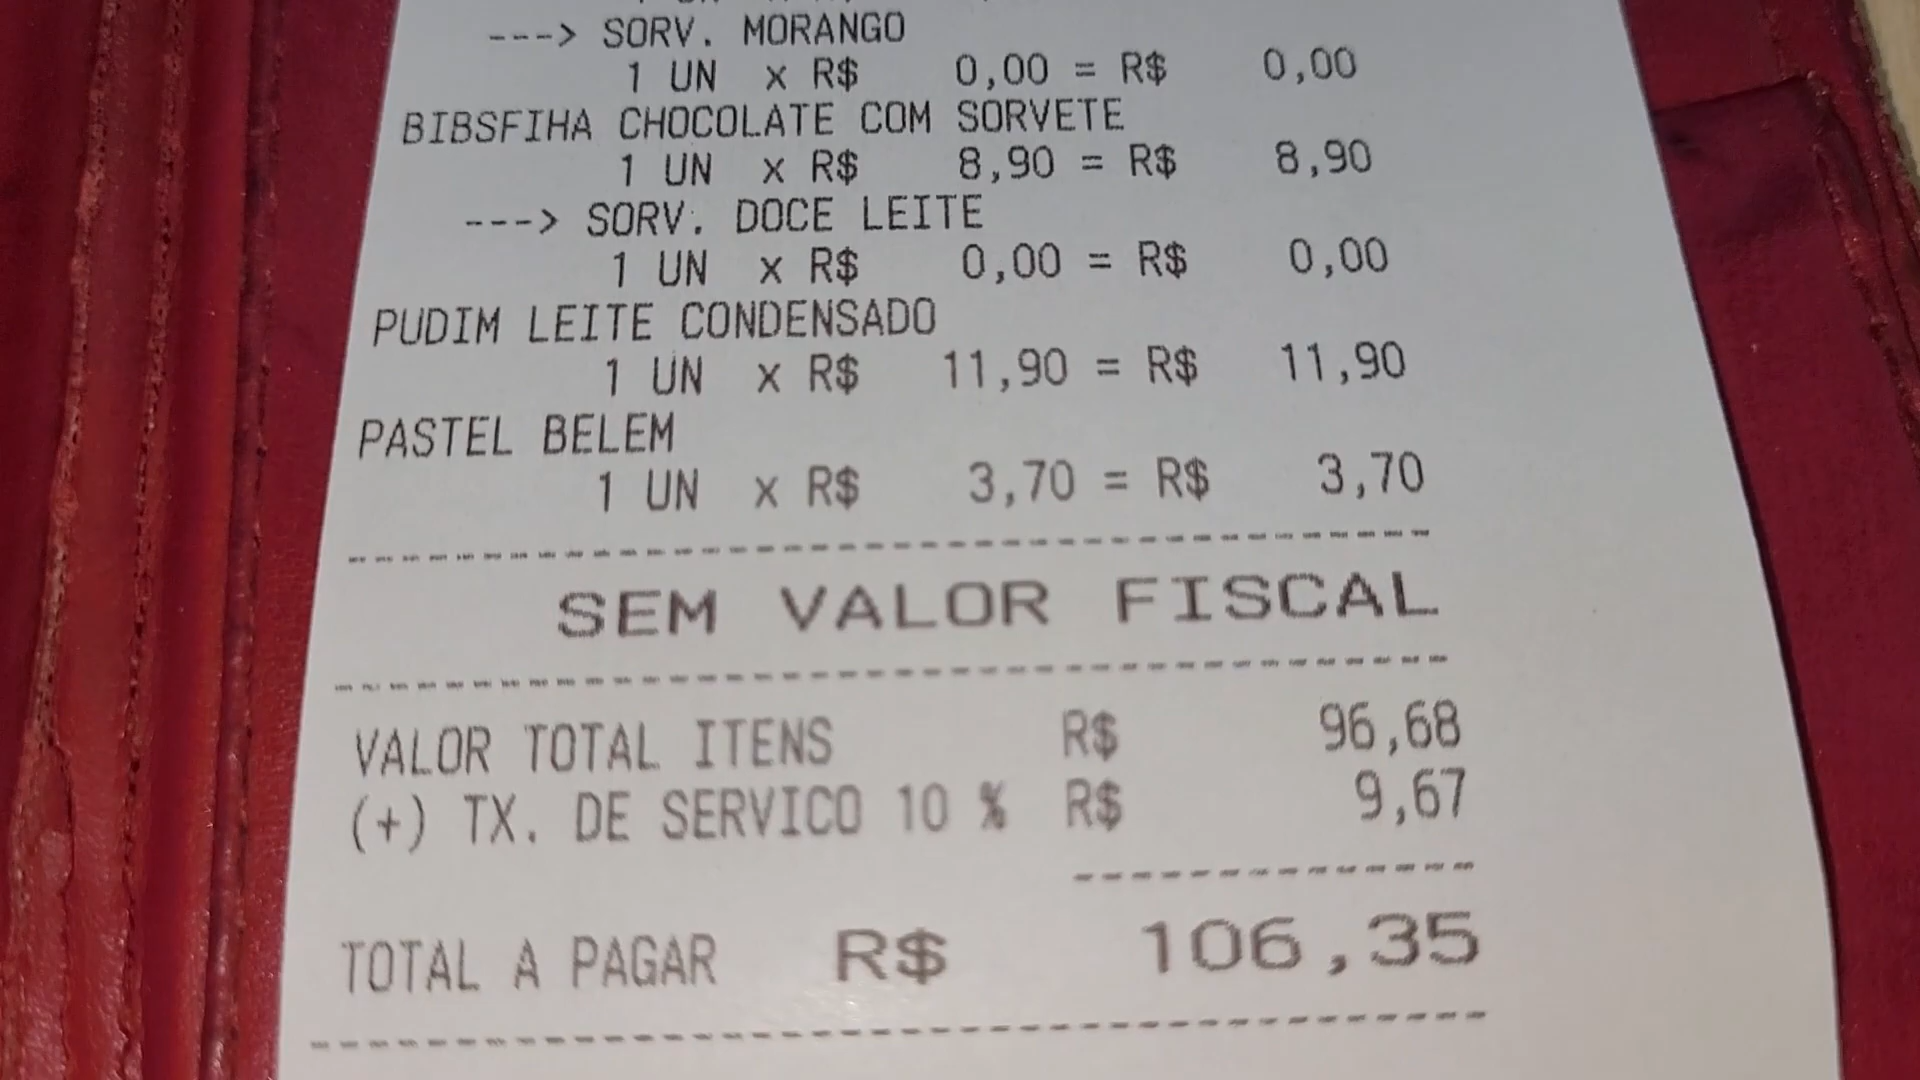 ---> SORV. MORANGO
1 UN x R$ 0,00 = R$ 0,00
BIBSFIHA CHOCOLATE COM SORVETE
1 UN x R$ 8,90 = R$ 8,90
---> SORV. DOCE LEITE
1 UN x R$ 0,00 = R$ 0,00
PUDIM LEITE CONDENSADO
1 UN x R$ 11,90 = R$ 11,90
PASTEL BELEM
1 UN x R$ 3,70 = R$ 3,70
SEM VALOR FISCAL
VALOR TOTAL ITENS R$ 96,68
(+) TX. DE SERVICO 10 % R$ 9,67
TOTAL A PAGAR R$ 106,35